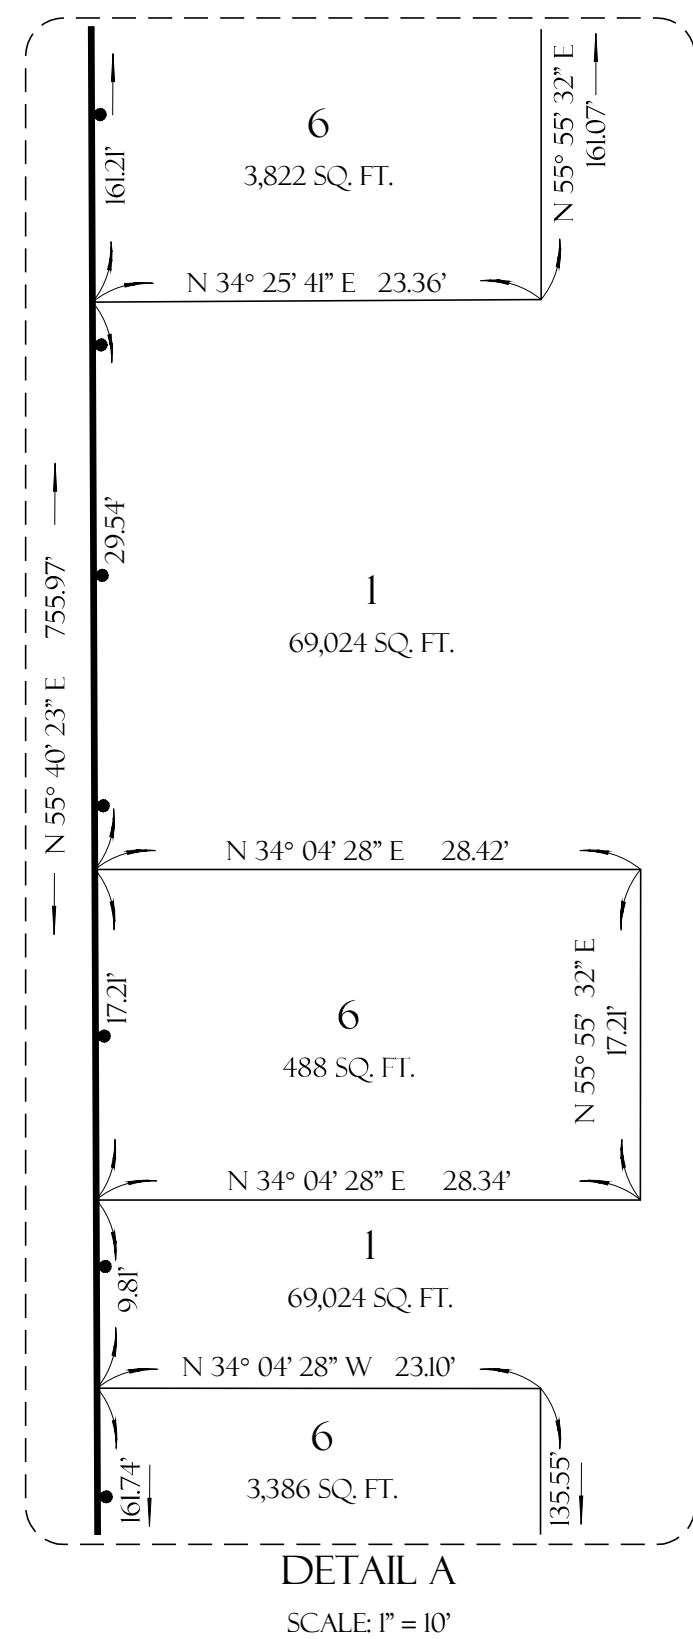 6
3,822 SQ. FT.
161.21'
N 55° 55' 32" E
161.07'
N 34° 25' 41" E 23.36'
29.54'
N 55° 40' 23" E 755.97'
1
69,024 SQ. FT.
N 34° 04' 28" E 28.42'
17.21'
6
488 SQ. FT.
N 55° 55' 32" E
17.21'
N 34° 04' 28" E 28.34'
1
69,024 SQ. FT.
9.81'
N 34° 04' 28" W 23.10'
6
3,386 SQ. FT.
161.74'
135.55'
DETAIL A
SCALE: 1" = 10'